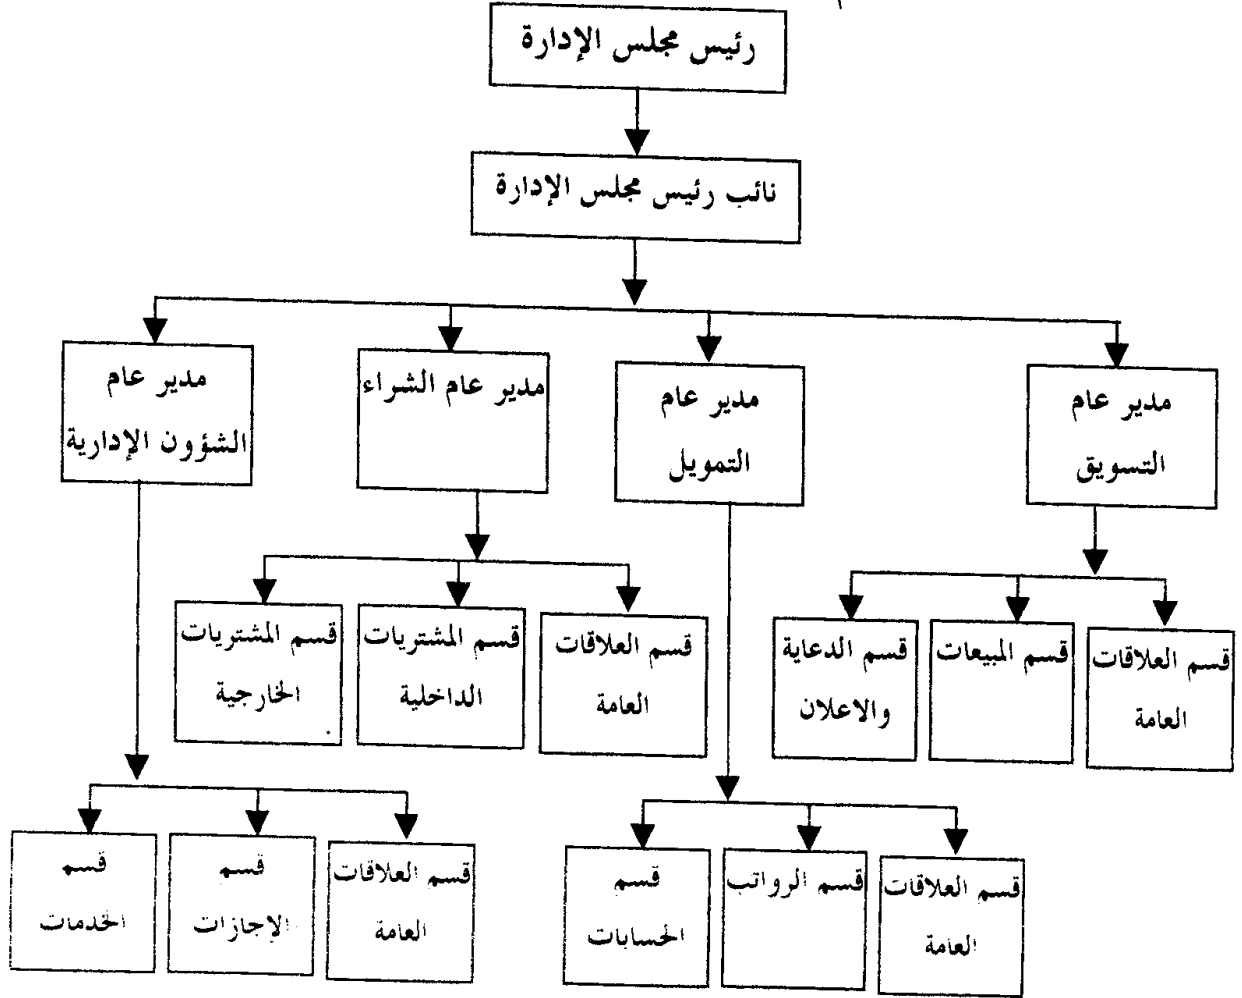 رئيس مجلس الإدارة
نائب رئيس مجلس الإدارة
مدير عام
التسويق
مدير عام
التمويل
مدير عام الشراء
مدير عام
الشؤون الإدارية
قسم العلاقات
العامة
قسم المبيعات
قسم الدعاية
والاعلان
قسم العلاقات
العامة
قسم المشتريات
الداخلية
قسم المشتريات
الخارجية
قسم العلاقات
العامة
قسم الرواتب
قسم
الحسابات
قسم العلاقات
العامة
قسم
الإجازات
قسم
الخدمات